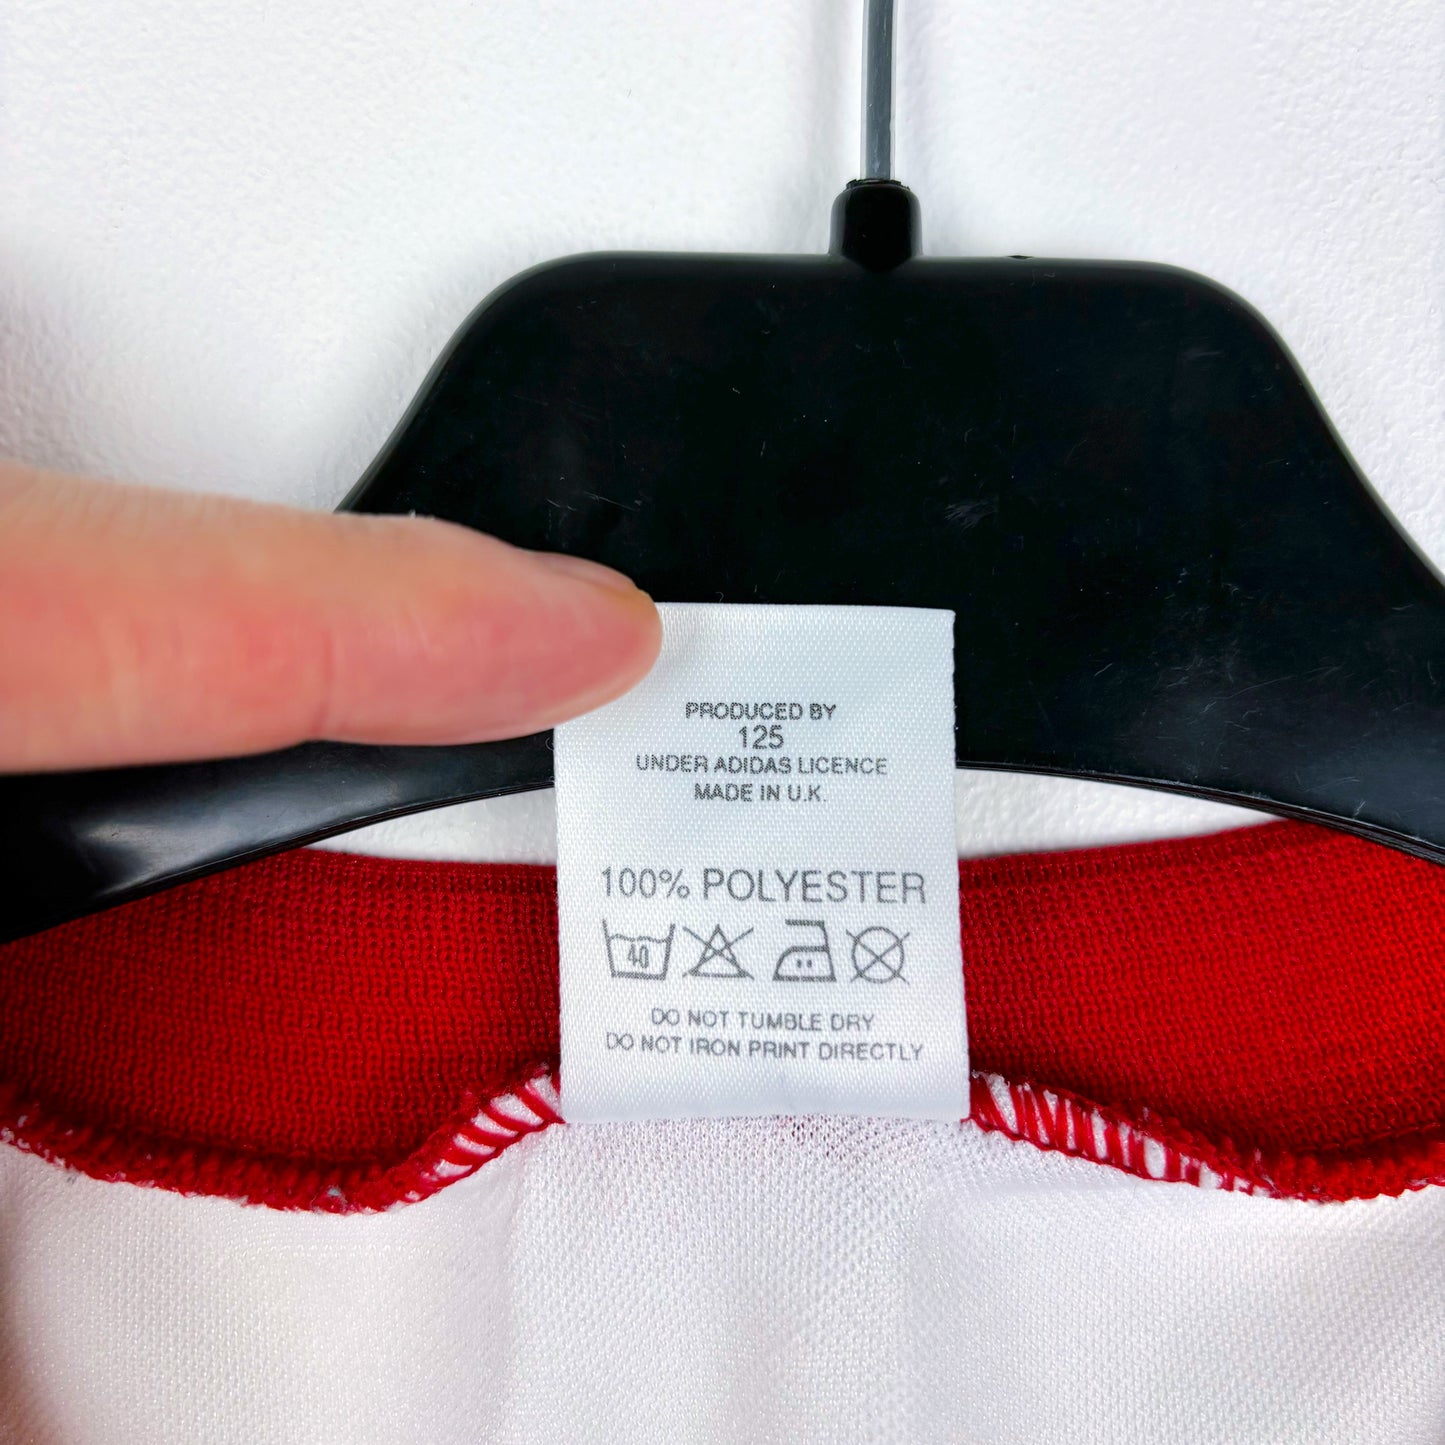 PRODUCED BY
125
UNDER ADIDAS LICENCE
MADE IN U.K.
100% POLYESTER
40
DO NOT TUMBLE DRY
DO NOT IRON PRINT DIRECTLY